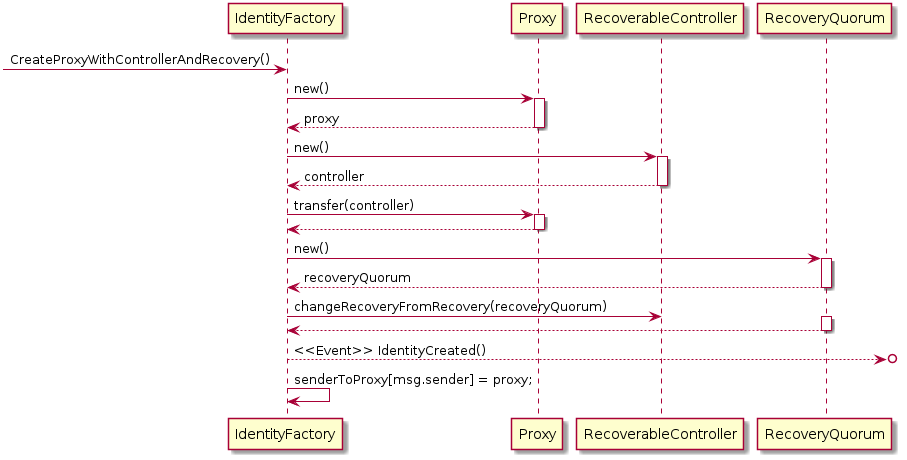 IdentityFactory Proxy RecoverableController RecoveryQuorum
CreateProxyWithControllerAndRecovery()
new()
proxy
new()
controller
transfer(controller)
new()
recoveryQuorum
changeRecoveryFromRecovery(recoveryQuorum)
<<Event>> IdentityCreated()
senderToProxy[msg.sender] = proxy;
IdentityFactory Proxy RecoverableController RecoveryQuorum